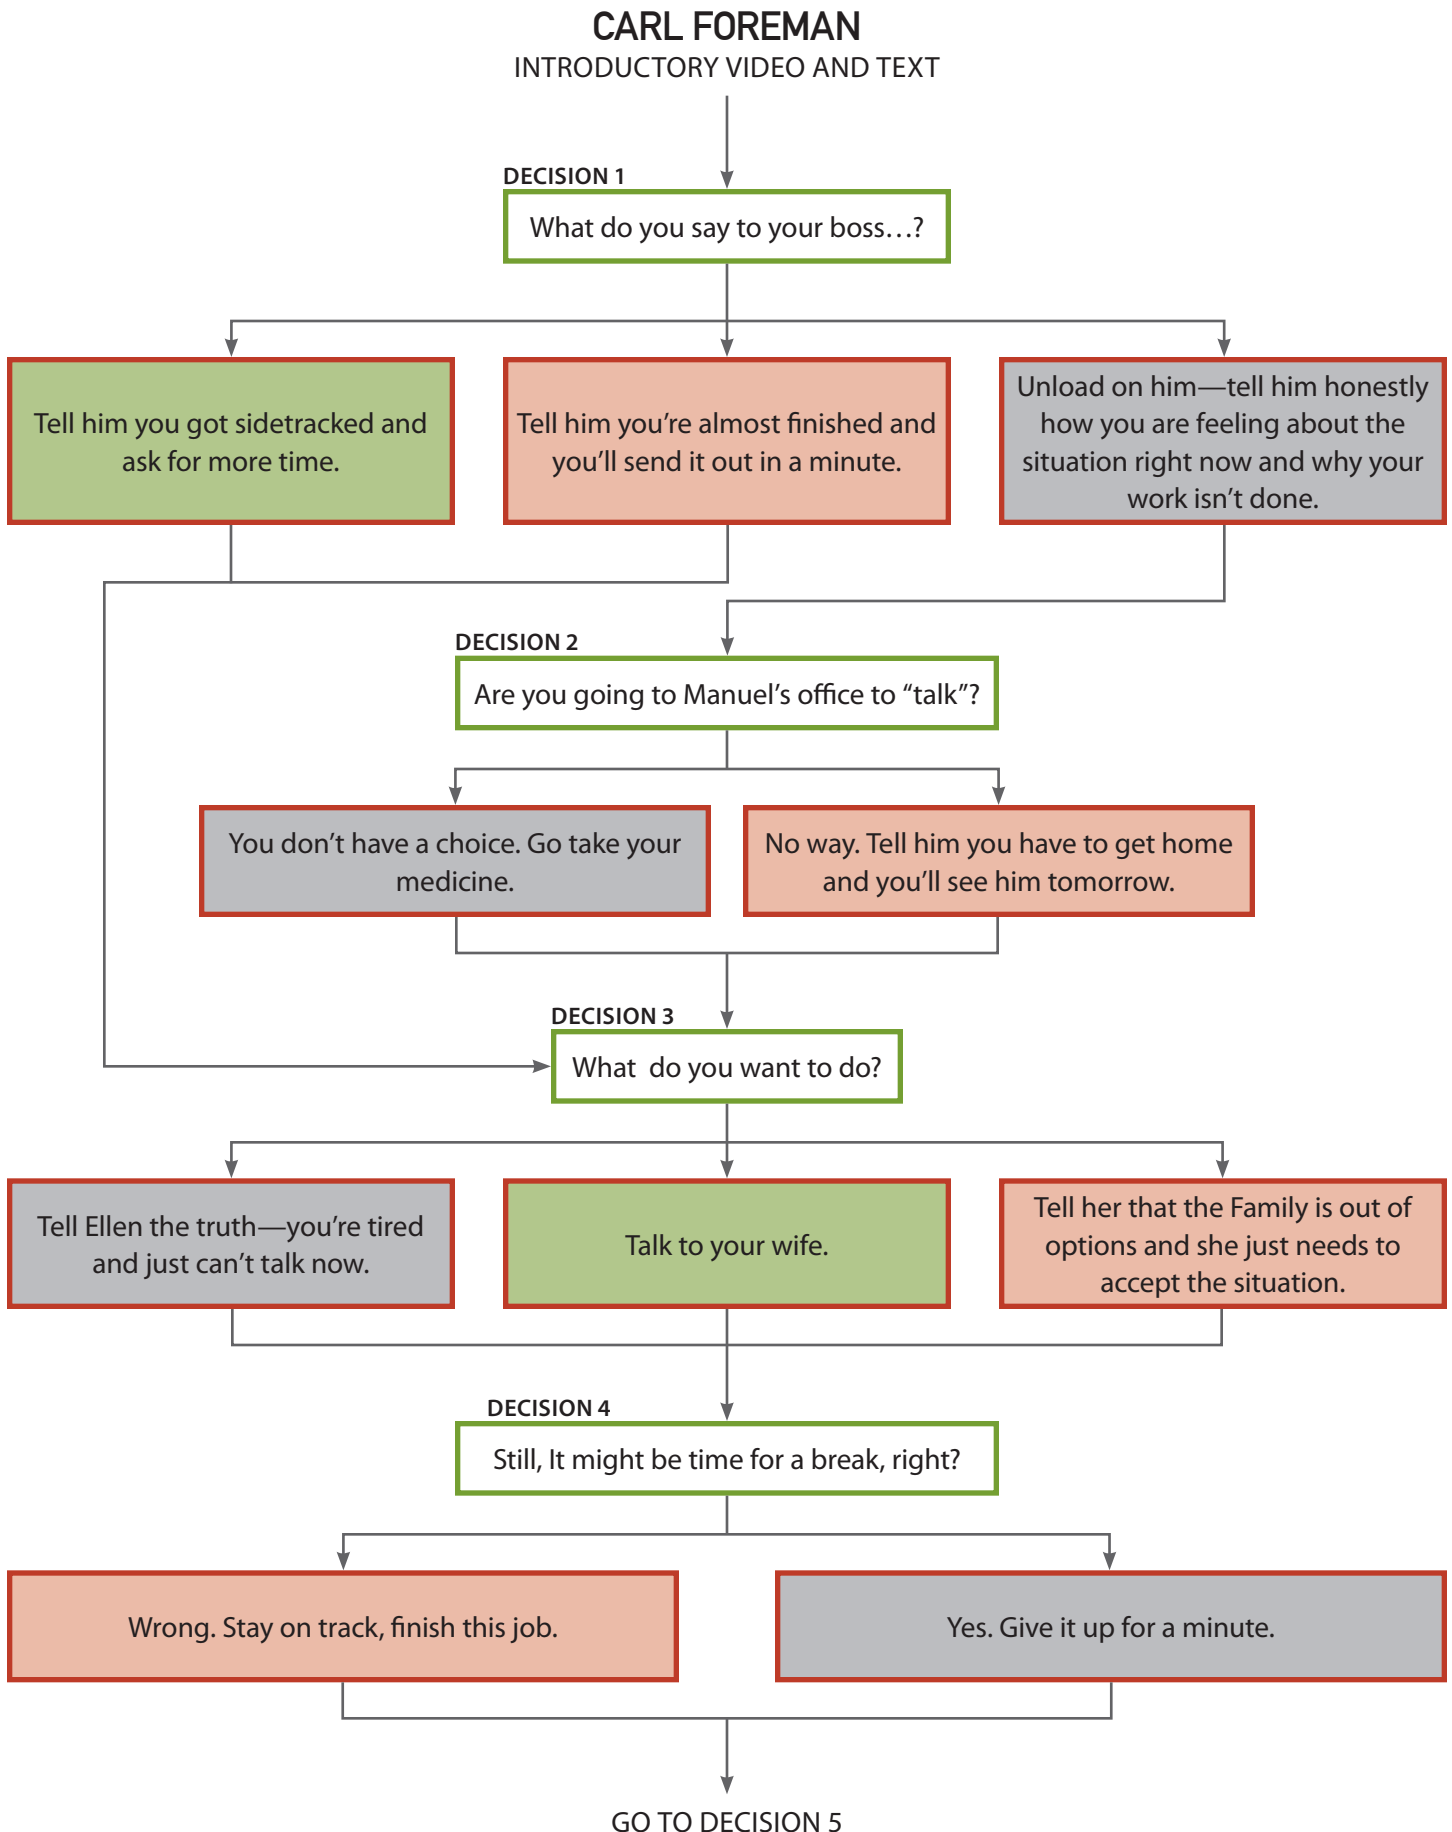 CARL FOREMAN
INTRODUCTORY VIDEO AND TEXT
DECISION 1
What do you say to your boss…?
Tell him you got sidetracked and
ask for more time.
Tell him you’re almost finished and
you’ll send it out in a minute.
Unload on him—tell him honestly
how you are feeling about the
situation right now and why your
work isn’t done.
DECISION 2
Are you going to Manuel’s office to “talk”?
You don’t have a choice. Go take your
medicine.
No way. Tell him you have to get home
and you’ll see him tomorrow.
DECISION 3
What do you want to do?
Tell Ellen the truth—you’re tired
and just can’t talk now.
Talk to your wife.
Tell her that the Family is out of
options and she just needs to
accept the situation.
DECISION 4
Still, It might be time for a break, right?
Wrong. Stay on track, finish this job.
Yes. Give it up for a minute.
GO TO DECISION 5